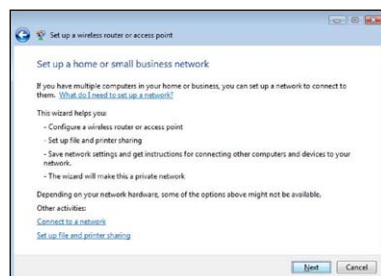 Set up a wireless router or access point
Set up a home or small business network
If you have multiple computers in your home or business, you can set up a network to connect to
them. What do I need to set up a network?
This wizard helps you:
- Configure a wireless router or access point
- Set up file and printer sharing
- Save network settings and get instructions for connecting other computers and devices to your
network.
- The wizard will make this a private network
Depending on your network hardware, some of the options above might not be available.
Other activities:
Connect to a network
Set up file and printer sharing
Next Cancel